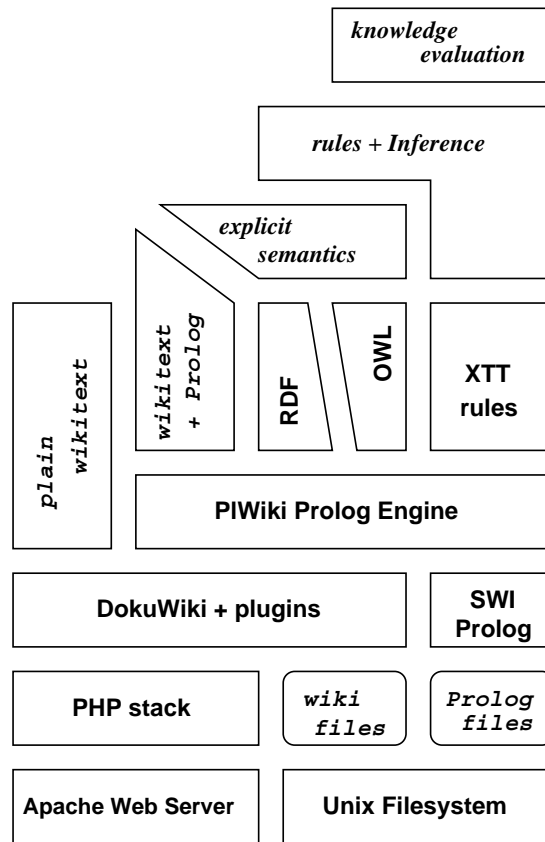 knowledge
evaluation
rules + Inference
explicit
semantics
plain
wikitext
wikitext
+ Prolog
RDF
OWL
XTT
rules
PlWiki Prolog Engine
DokuWiki + plugins
SWI
Prolog
PHP stack
wiki
files
Prolog
files
Apache Web Server
Unix Filesystem